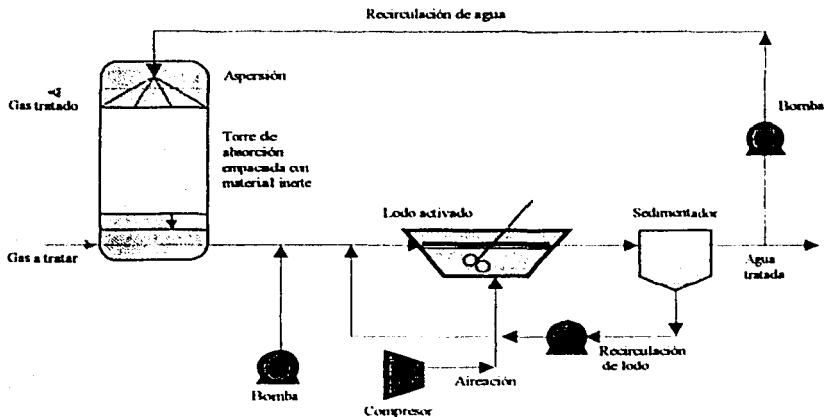 Recirculación de agua
Aspersión
Gas tratado
Bomba
Torre de
absorción
empacada con
material inerte
Lodo activado
Sedimentador
Gas a tratar
Agua
tratada
Recirculación
de lodo
Aireación
Bomba
Compresor